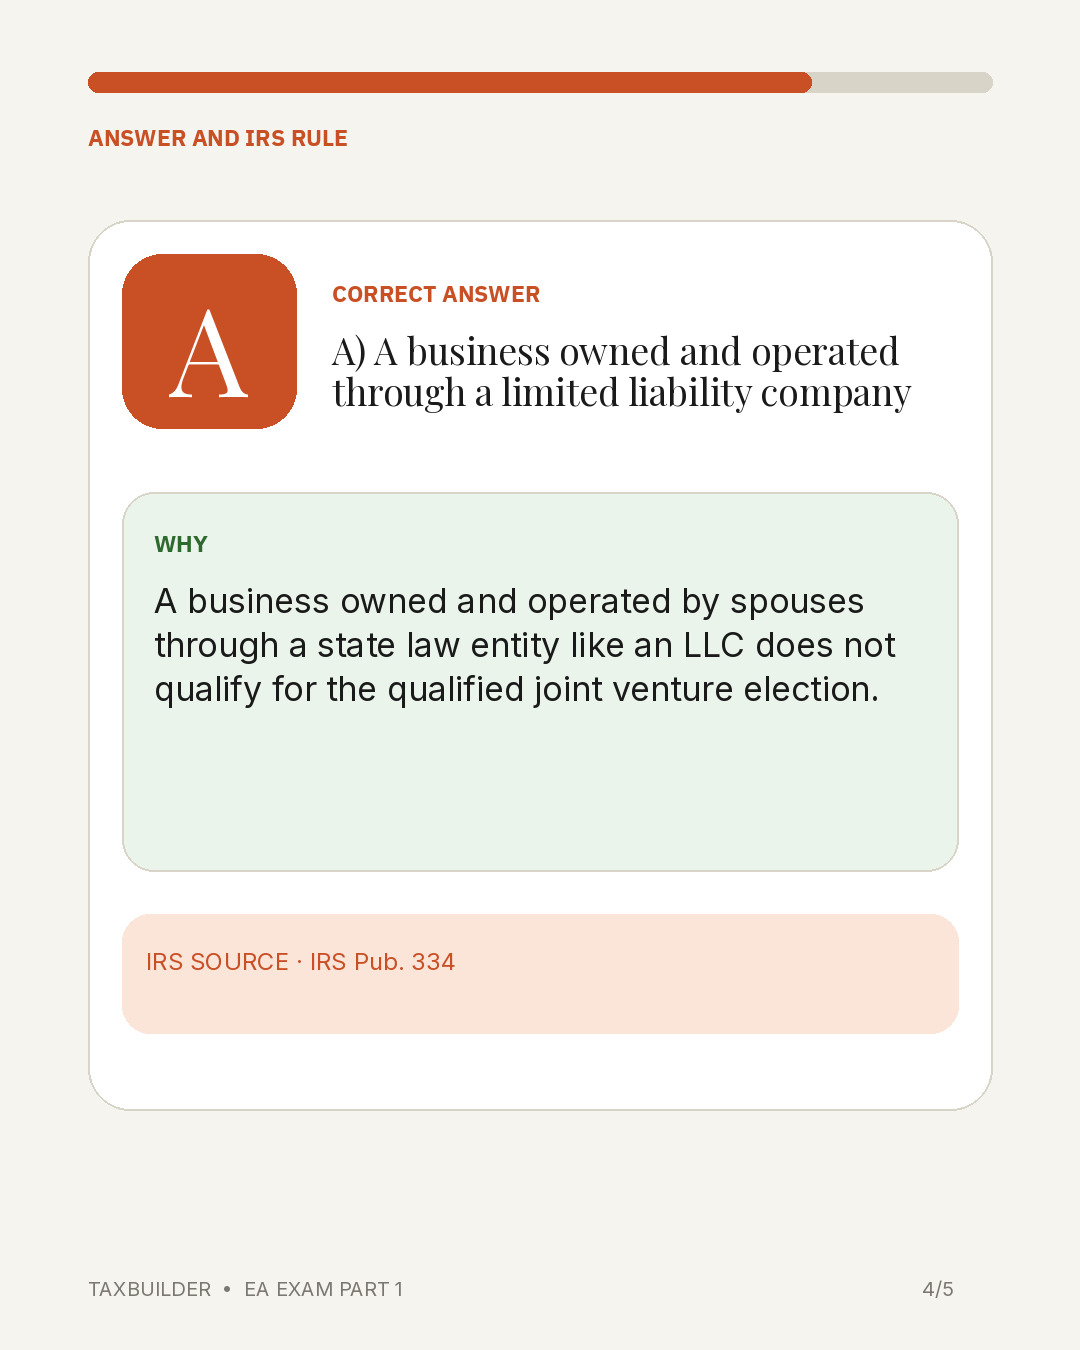 ANSWER AND IRS RULE
A
CORRECT ANSWER
A) A business owned and operated
through a limited liability company
WHY
A business owned and operated by spouses
through a state law entity like an LLC does not
qualify for the qualified joint venture election.
IRS SOURCE · IRS Pub. 334
TAXBUILDER • EA EXAM PART 1
4/5